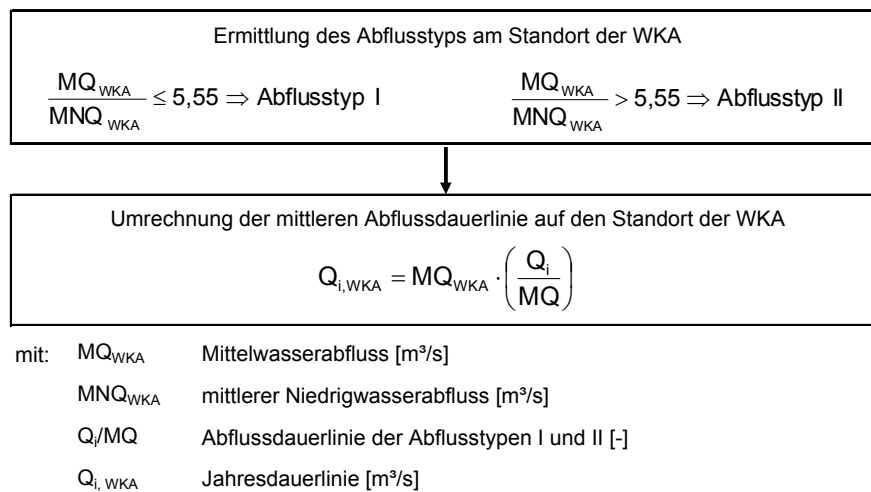 Ermittlung des Abflusstyps am Standort der WKA
MQ_WKA / MNQ_WKA ≤ 5,55 ⇒ Abflusstyp I    MQ_WKA / MNQ_WKA > 5,55 ⇒ Abflusstyp II
Umrechnung der mittleren Abflussdauerlinie auf den Standort der WKA
Q_i,WKA = MQ_WKA · (Q_i / MQ)
mit: MQ_WKA Mittelwasserabfluss [m³/s]
MNQ_WKA mittlerer Niedrigwasserabfluss [m³/s]
Q_i/MQ Abflussdauerlinie der Abflusstypen I und II [-]
Q_i, WKA Jahresdauerlinie [m³/s]